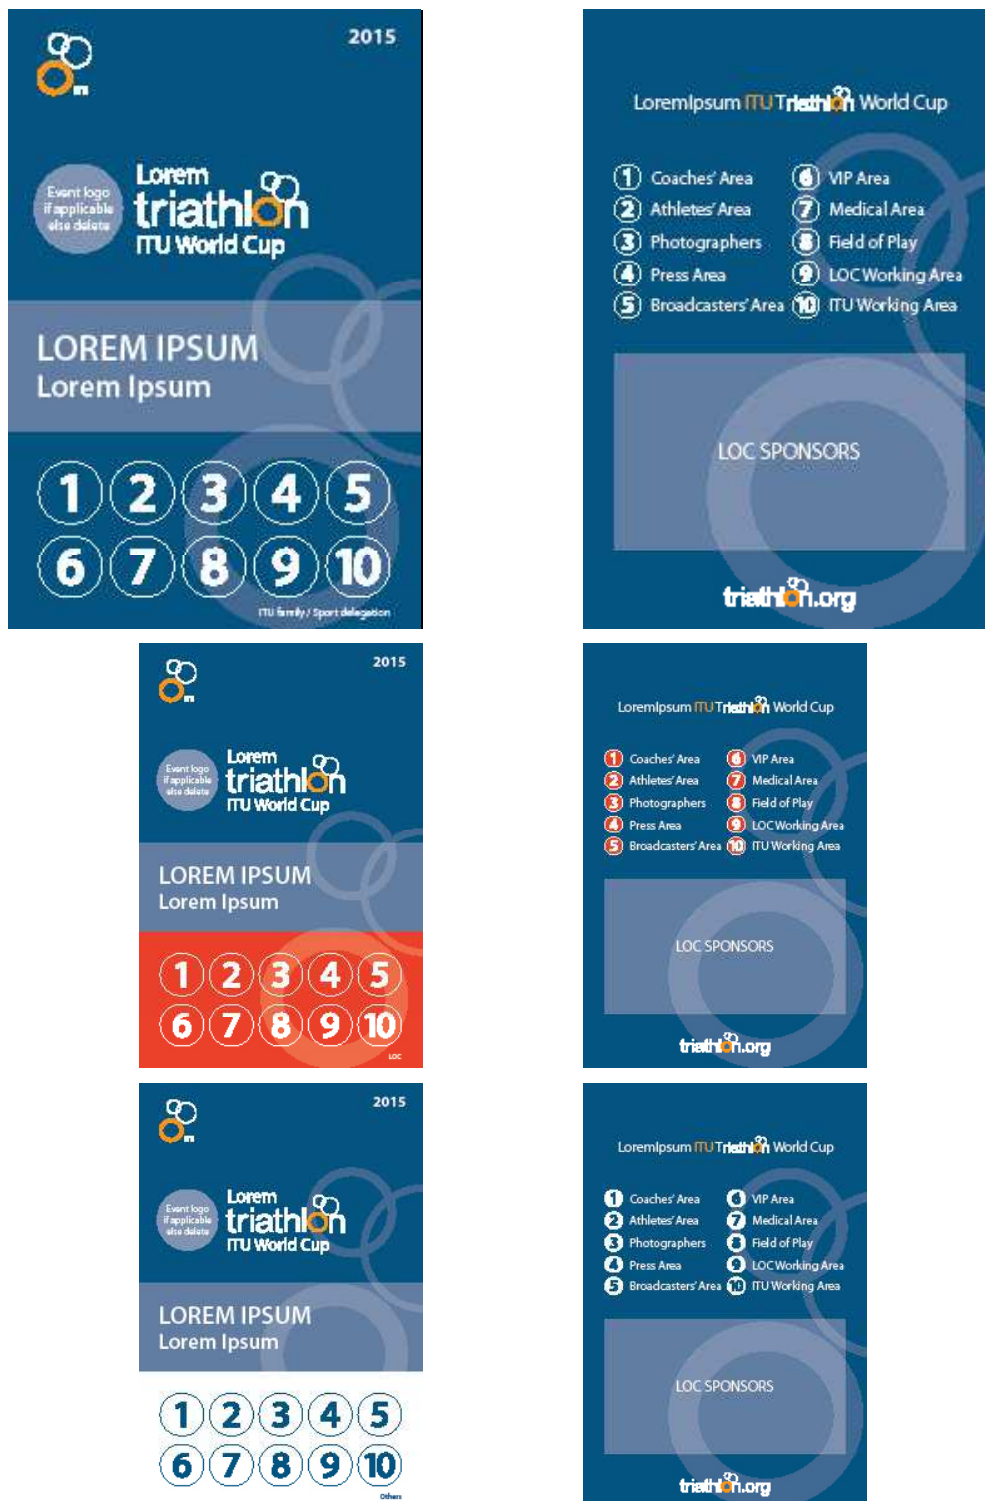 2015
Event logo
if applicable
else delete
Lorem
triathlon
ITU World Cup
LOREM IPSUM
Lorem Ipsum
1 2 3 4 5
6 7 8 9 10
ITU family / Sport delegation
LoremIpsum ITU Triathlon World Cup
1 Coaches' Area 6 VIP Area
2 Athletes' Area 7 Medical Area
3 Photographers 8 Field of Play
4 Press Area 9 LOC Working Area
5 Broadcasters' Area 10 ITU Working Area
LOC SPONSORS
triathlon.org
2015
Event logo
if applicable
else delete
Lorem
triathlon
ITU World Cup
LOREM IPSUM
Lorem Ipsum
1 2 3 4 5
6 7 8 9 10
LOC
LoremIpsum ITU Triathlon World Cup
1 Coaches' Area 6 VIP Area
2 Athletes' Area 7 Medical Area
3 Photographers 8 Field of Play
4 Press Area 9 LOC Working Area
5 Broadcasters' Area 10 ITU Working Area
LOC SPONSORS
triathlon.org
2015
Event logo
if applicable
else delete
Lorem
triathlon
ITU World Cup
LOREM IPSUM
Lorem Ipsum
1 2 3 4 5
6 7 8 9 10
Others
LoremIpsum ITU Triathlon World Cup
1 Coaches' Area 6 VIP Area
2 Athletes' Area 7 Medical Area
3 Photographers 8 Field of Play
4 Press Area 9 LOC Working Area
5 Broadcasters' Area 10 ITU Working Area
LOC SPONSORS
triathlon.org